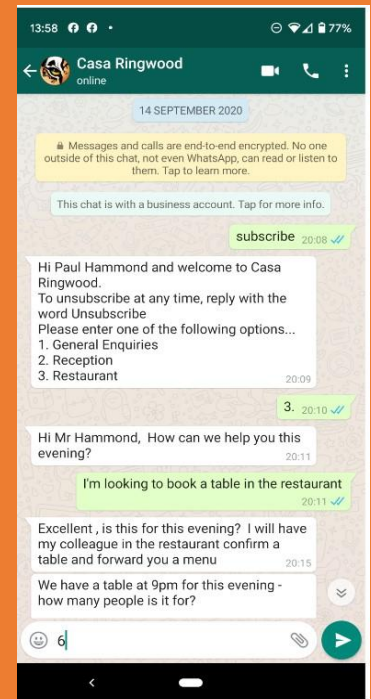 13:58 77%
Casa Ringwood
online
14 SEPTEMBER 2020
Messages and calls are end-to-end encrypted. No one
outside of this chat, not even WhatsApp, can read or listen to
them. Tap to learn more.
This chat is with a business account. Tap for more info.
subscribe 20:08
Hi Paul Hammond and welcome to Casa
Ringwood.
To unsubscribe at any time, reply with the
word Unsubscribe
Please enter one of the following options...
1. General Enquiries
2. Reception
3. Restaurant 20:09
3. 20:10
Hi Mr Hammond, How can we help you this
evening? 20:11
I'm looking to book a table in the restaurant
20:11
Excellent , is this for this evening? I will have
my colleague in the restaurant confirm a
table and forward you a menu 20:15
We have a table at 9pm for this evening -
how many people is it for?
6